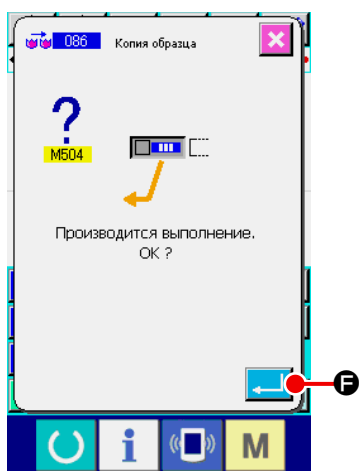 086 Копия образца
?
M504
Производится выполнение.
OK ?
F
i
M